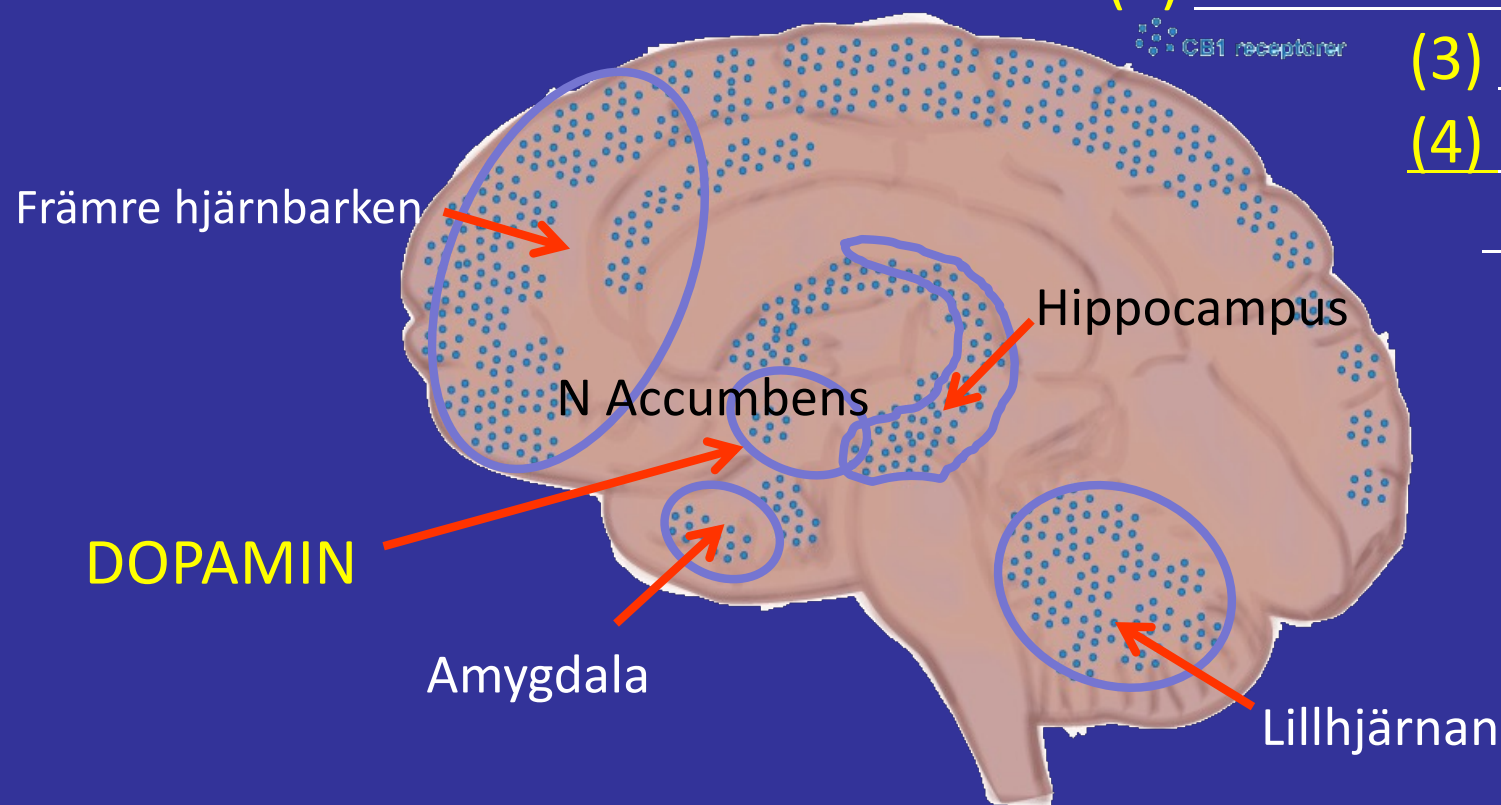 CB1 receptorer
(3)
(4)
Främre hjärnbarken
Hippocampus
N Accumbens
DOPAMIN
Amygdala
Lillhjärnan